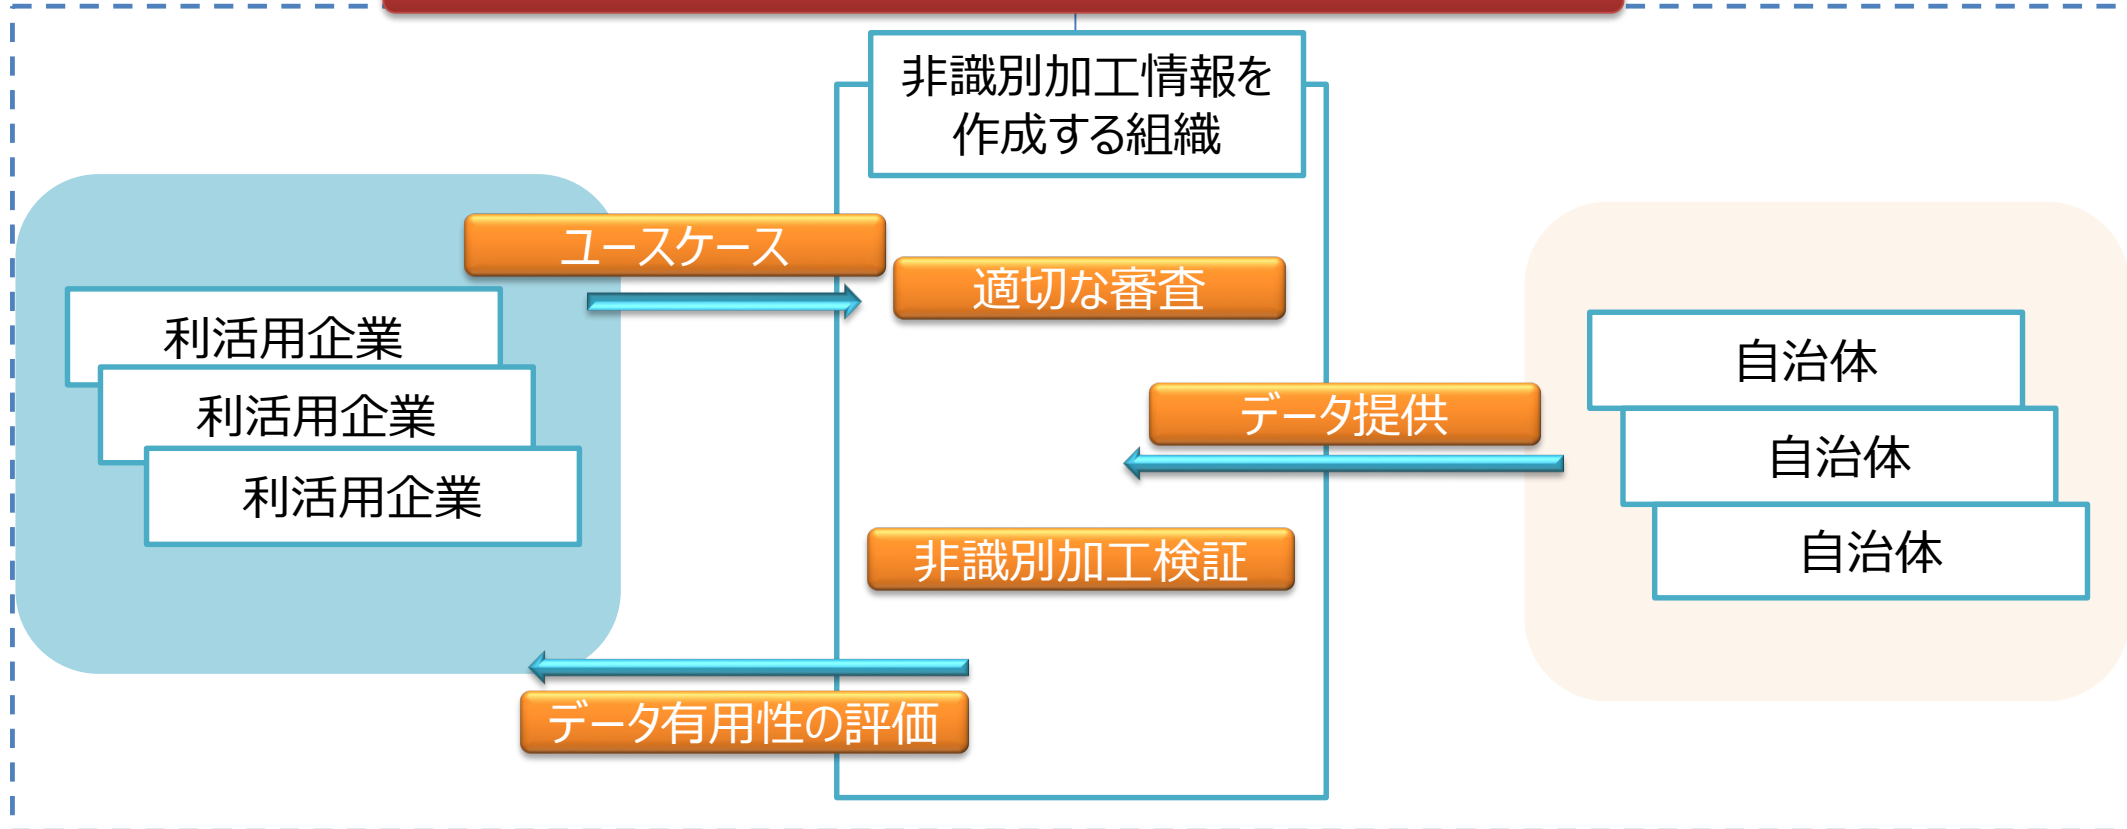 非識別加工情報を
作成する組織
ユースケース
適切な審査
利活用企業
利活用企業
利活用企業
データ提供
自治体
自治体
自治体
非識別加工検証
データ有用性の評価